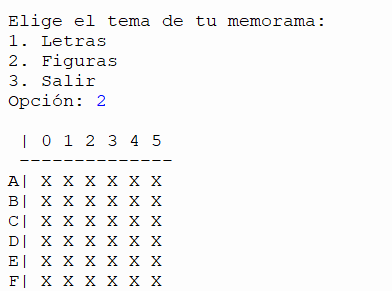 Elige el tema de tu memorama:
1. Letras
2. Figuras
3. Salir
Opción: 2
| 0 1 2 3 4 5
--------------
A| X X X X X X
B| X X X X X X
C| X X X X X X
D| X X X X X X
E| X X X X X X
F| X X X X X X